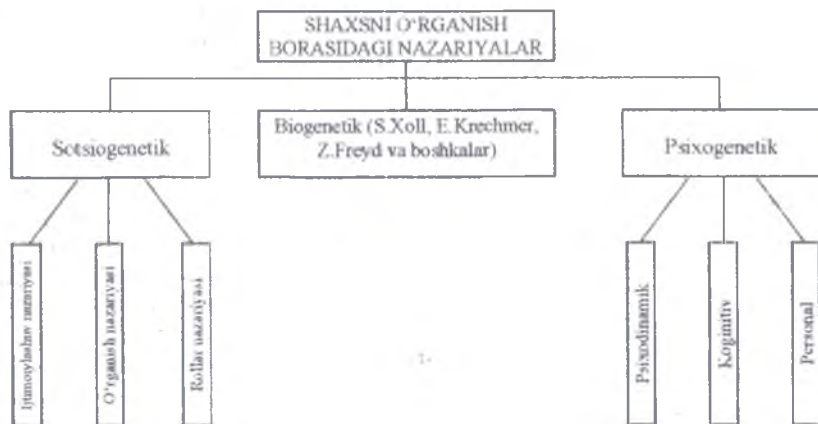 SHAXSNI O‘RGANISH
BORASIDAGI NAZARIYALAR
Sotsiogenetik
Biogenetik (S.Xoll, E.Krechmer,
Z.Freyd va boshkalar)
Psixogenetik
Ijtimoiylashuv nazariyasi
O‘rganish nazariyasi
Rollar nazariyasi
Psixodinamik
Koginitiv
Personal